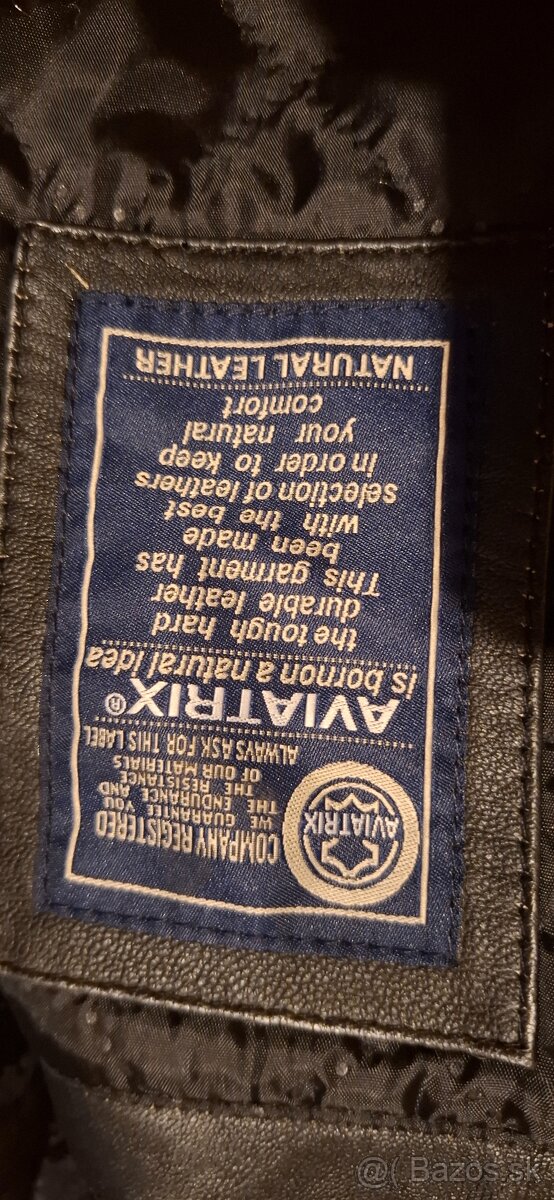 AVIATRIX
COMPANY REGISTERED
WE GUARANTEE YOU
THE ENDURANCE AND
THE RESISTANCE
OF OUR MATERIALS
ALWAYS ASK FOR THIS LABEL
AVIATRIX®
is bornon a natural idea
the tough hard
durable leather
This garment has
been made
with the best
selection of leathers
in order to keep
your natural
comfort
NATURAL LEATHER
@( Bazos.sk